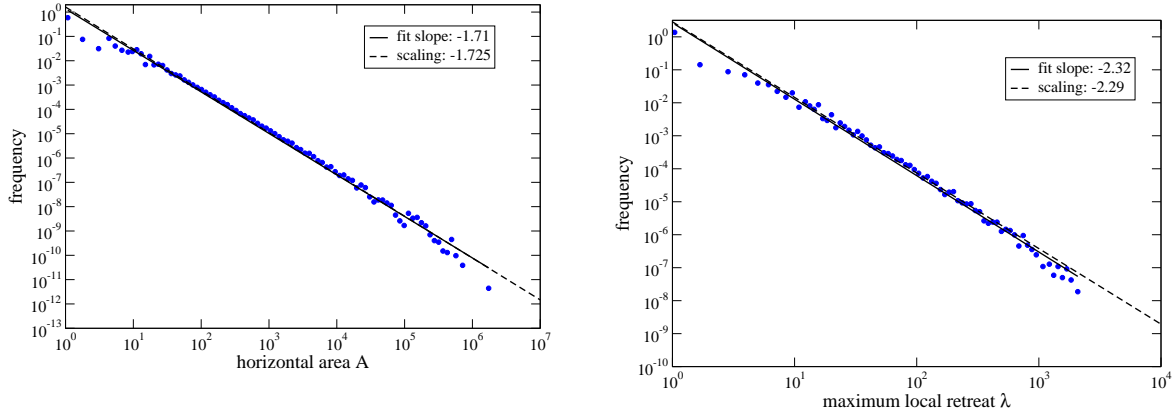 10^0
10^-1
10^-2
10^-3
10^-4
10^-5
10^-6
10^-7
10^-8
10^-9
10^-10
10^-11
10^-12
10^-13
frequency
fit slope: -1.71
scaling: -1.725
10^0 10^1 10^2 10^3 10^4 10^5 10^6 10^7
horizontal area A
10^0
10^-1
10^-2
10^-3
10^-4
10^-5
10^-6
10^-7
10^-8
10^-9
10^-10
frequency
fit slope: -2.32
scaling: -2.29
10^0 10^1 10^2 10^3 10^4
maximum local retreat λ